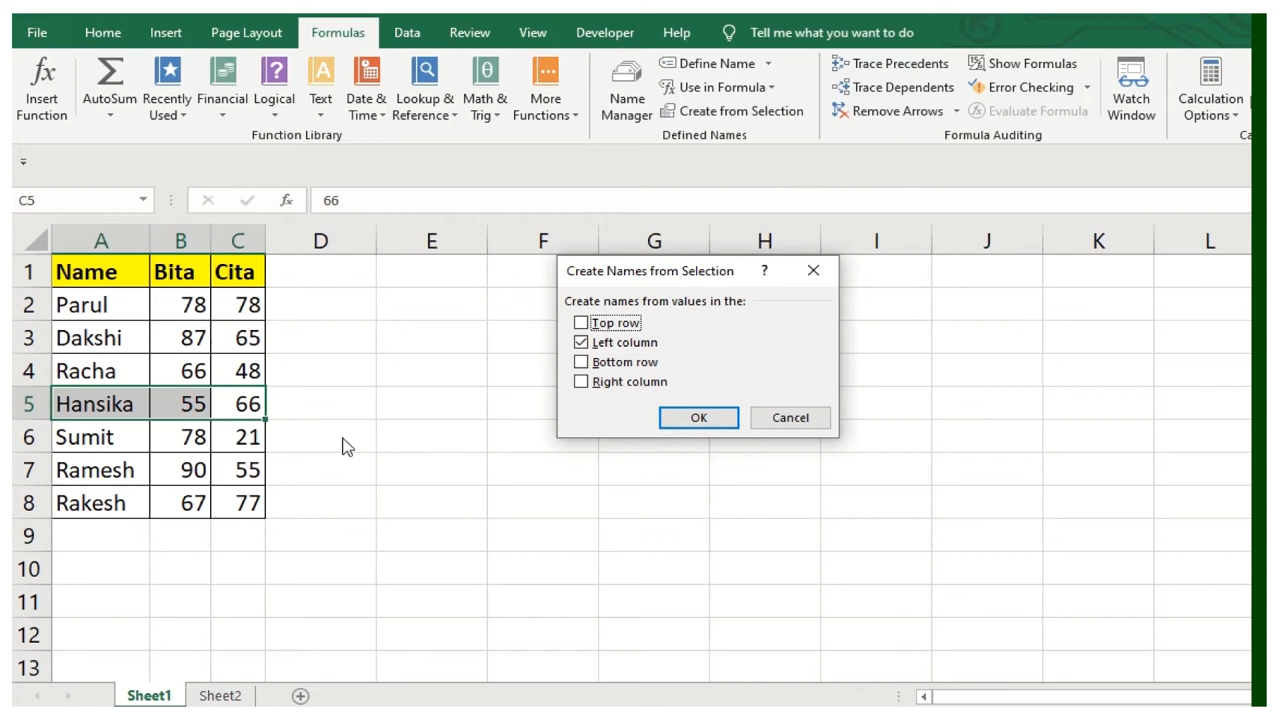 File Home Insert Page Layout Formulas Data Review View Developer Help Tell me what you want to do
fx Insert Function
AutoSum
Recently Used
Financial
Logical
Text
Date & Time
Lookup & Reference
Math & Trig
More Functions
Function Library
Name Manager
Define Name
Use in Formula
Create from Selection
Defined Names
Trace Precedents
Trace Dependents
Remove Arrows
Show Formulas
Error Checking
Evaluate Formula
Formula Auditing
Watch Window
Calculation Options
Ca
C5 fx 66
A B C D E F G H I J K L
1 Name Bita Cita
2 Parul 78 78
3 Dakshi 87 65
4 Racha 66 48
5 Hansika 55 66
6 Sumit 78 21
7 Ramesh 90 55
8 Rakesh 67 77
9
10
11
12
13
Create Names from Selection ?
Create names from values in the:
Top row
Left column
Bottom row
Right column
OK Cancel
Sheet1 Sheet2